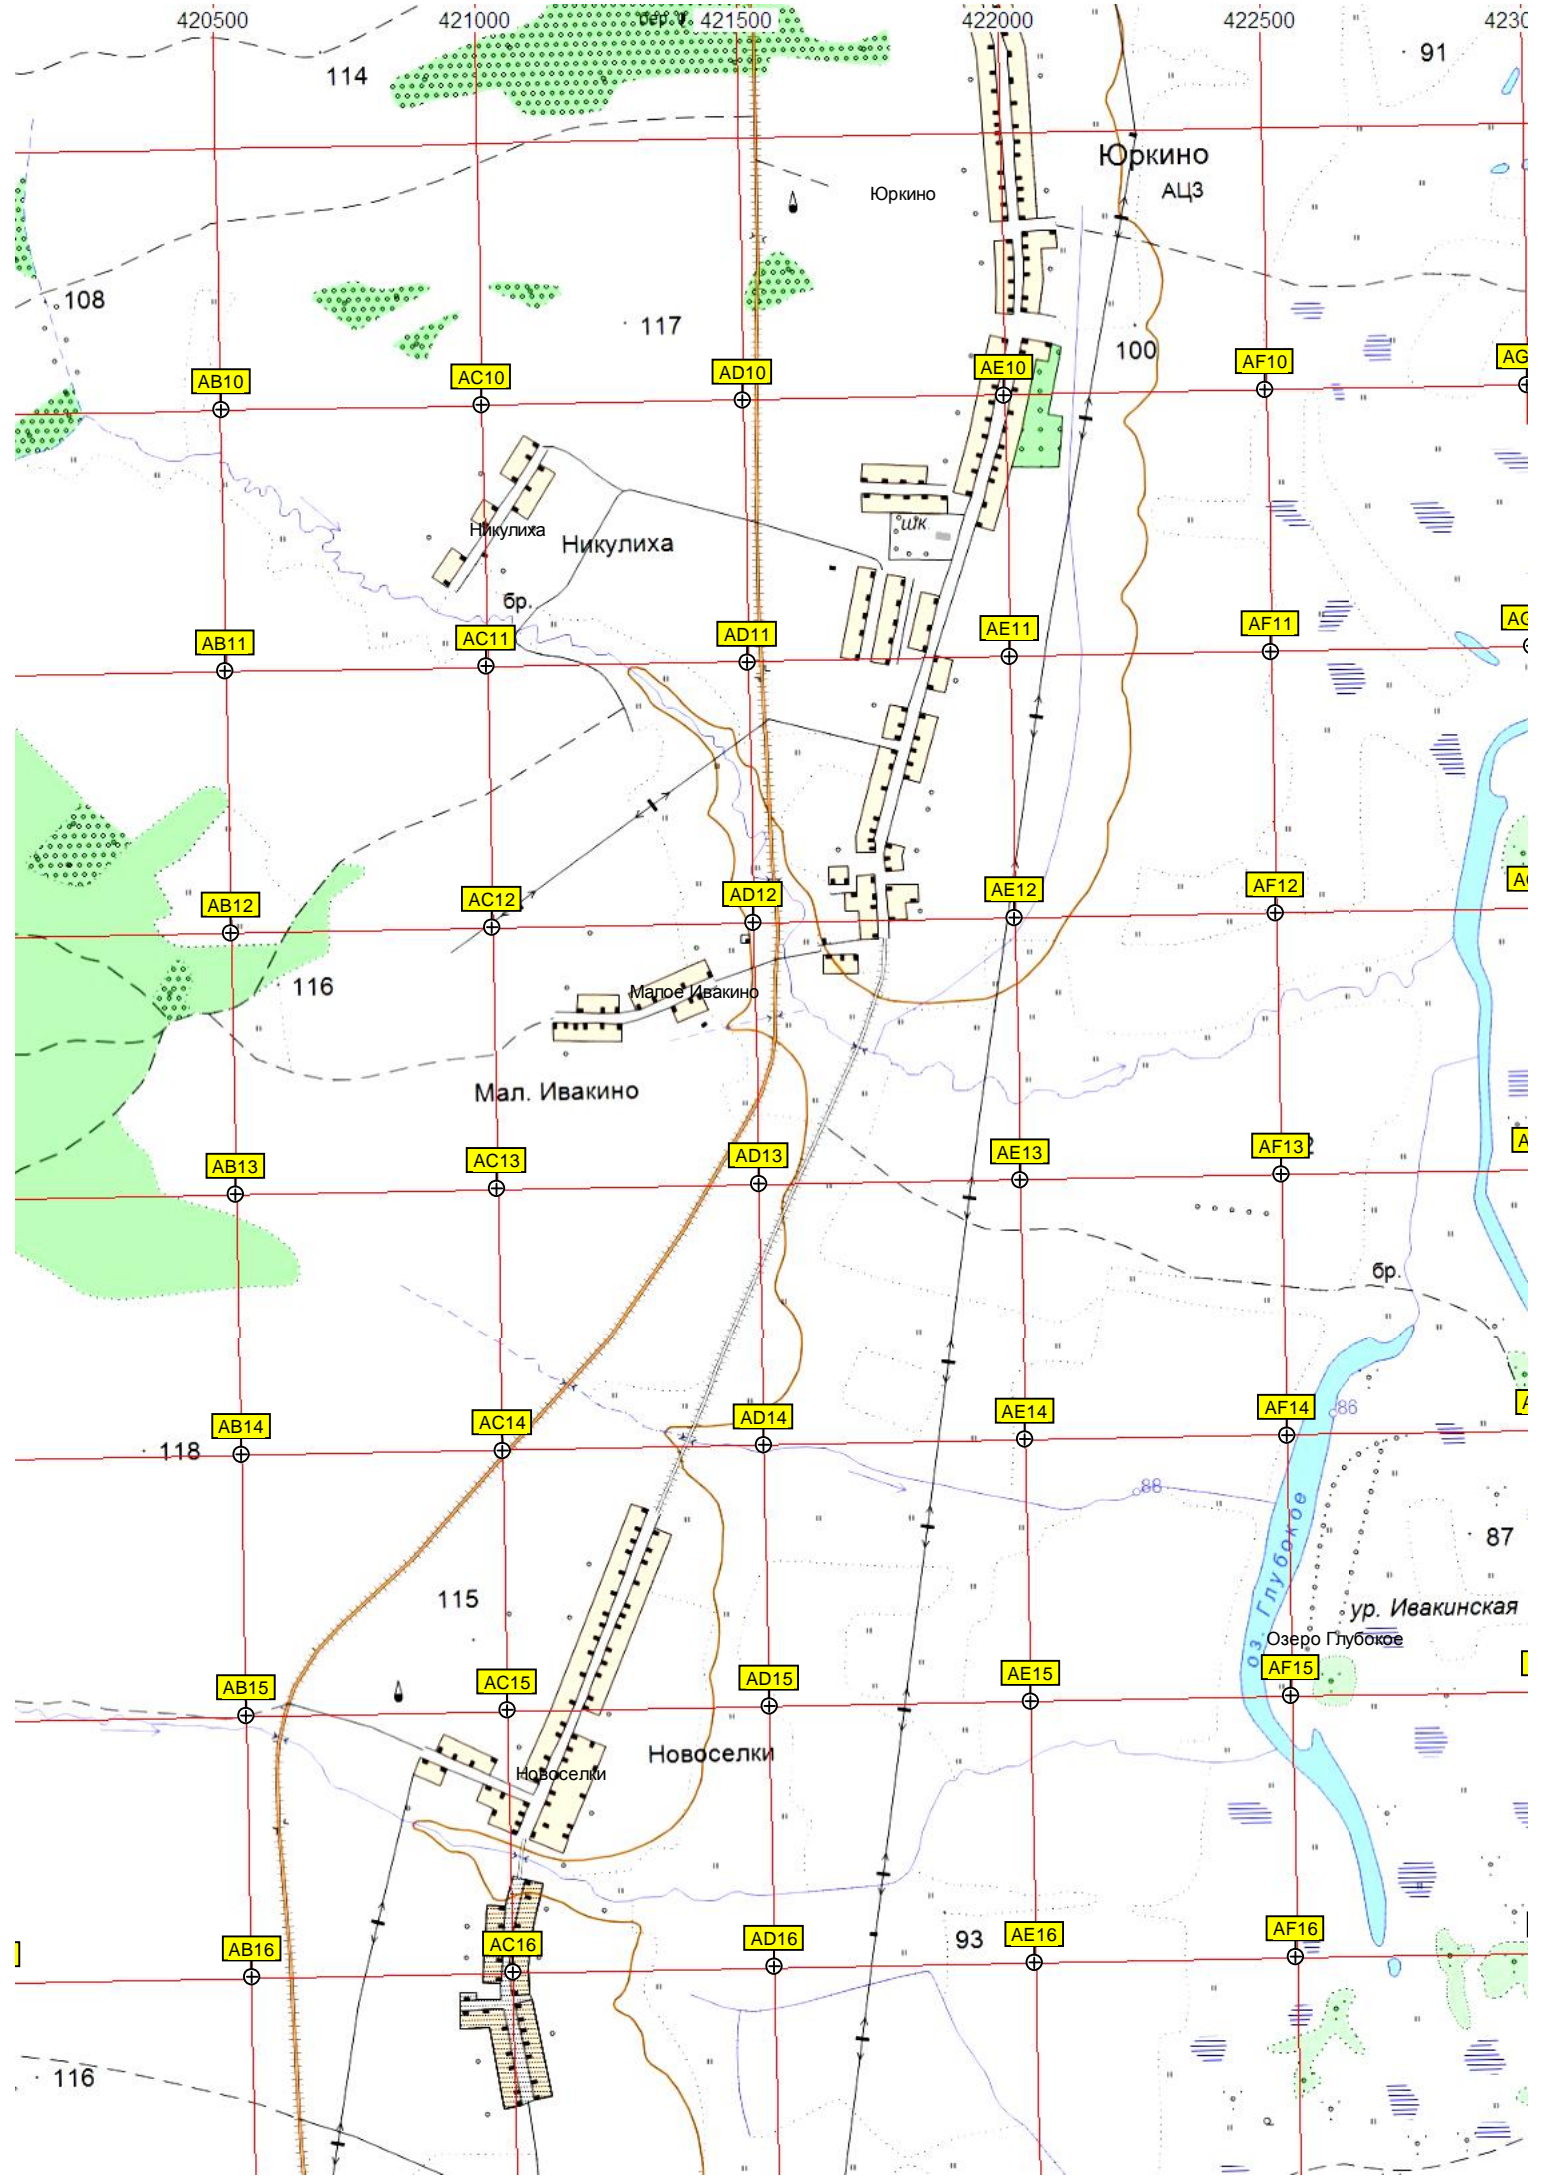 420500 421000 421500 422000 422500
114
91
Юркино
АЦЗ
Юркино
108
117
100
AB10 AC10 AD10 AE10 AF10
шк.
Никулиха
Никулиха
бр.
AB11 AC11 AD11 AE11 AF11
AB12 AC12 AD12 AE12 AF12
116
Малое Ивакино
Мал. Ивакино
AB13 AC13 AD13 AE13 AF13
бр.
86
AB14 AC14 AD14 AE14 AF14
118
88
87
оз. Глубокое
115
ур. Ивакинская
Озеро Глубокое
AB15 AC15 AD15 AE15 AF15
Новоселки
Новоселки
93
AB16 AC16 AD16 AE16 AF16
116